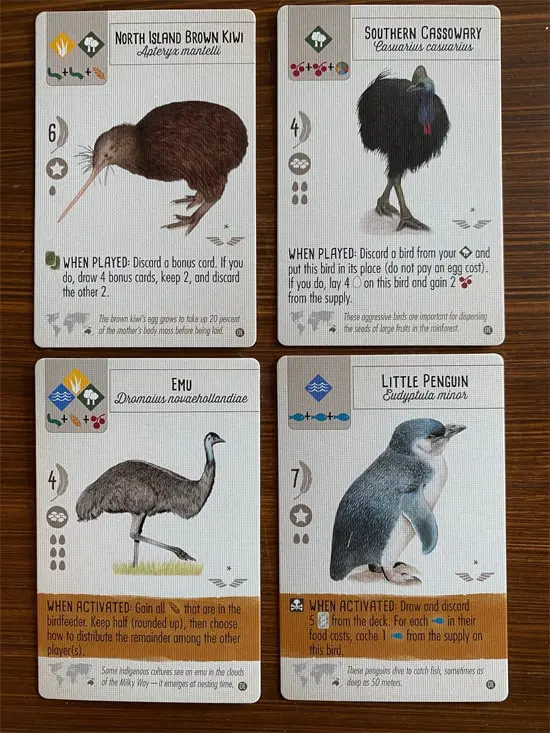 NORTH ISLAND BROWN KIWI
Apteryx mantelli
6
WHEN PLAYED: Discard a bonus card. If you
do, draw 4 bonus cards, keep 2, and discard
the other 2.
The brown kiwi's egg grows to take up 20 percent
of the mother's body mass before being laid.
OE
SOUTHERN CASSOWARY
Casuarius casuarius
4
WHEN PLAYED: Discard a bird from your and
put this bird in its place (do not pay an egg cost).
If you do, lay 4 on this bird and gain 2
from the supply.
These aggressive birds are important for dispersing
the seeds of large fruits in the rainforest.
OE
EMU
Dromaius novaehollandiae
4
WHEN ACTIVATED: Gain all that are in the
birdfeeder. Keep half (rounded up), then choose
how to distribute the remainder among the other
player(s).
Some indigenous cultures see an emu in the clouds
of the Milky Way — it emerges at nesting time.
OE
LITTLE PENGUIN
Eudyptula minor
7
WHEN ACTIVATED: Draw and discard
5 from the deck. For each in their
food costs, cache 1 from the supply on
this bird.
These penguins dive to catch fish, sometimes as
deep as 50 meters.
OE